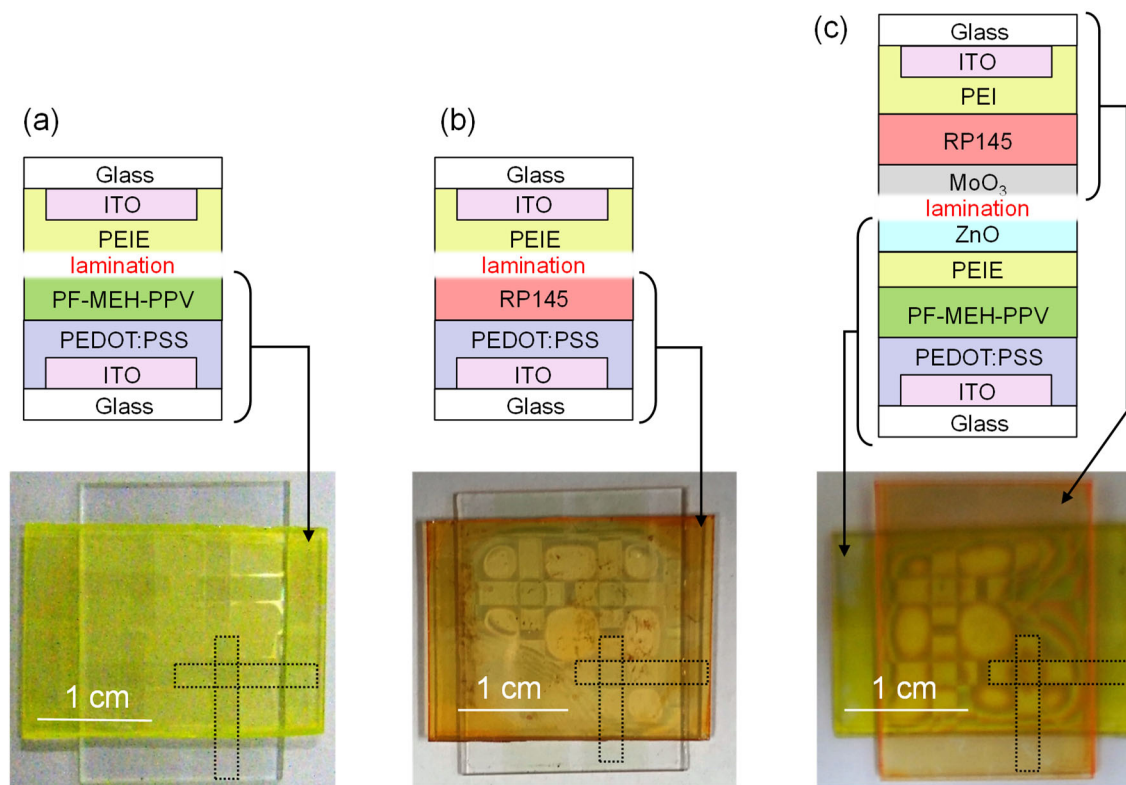 (a)
Glass
ITO
PEIE
lamination
PF-MEH-PPV
PEDOT:PSS
ITO
Glass
1 cm
(b)
Glass
ITO
PEIE
lamination
RP145
PEDOT:PSS
ITO
Glass
1 cm
(c)
Glass
ITO
PEI
RP145
MoO₃
lamination
ZnO
PEIE
PF-MEH-PPV
PEDOT:PSS
ITO
Glass
1 cm